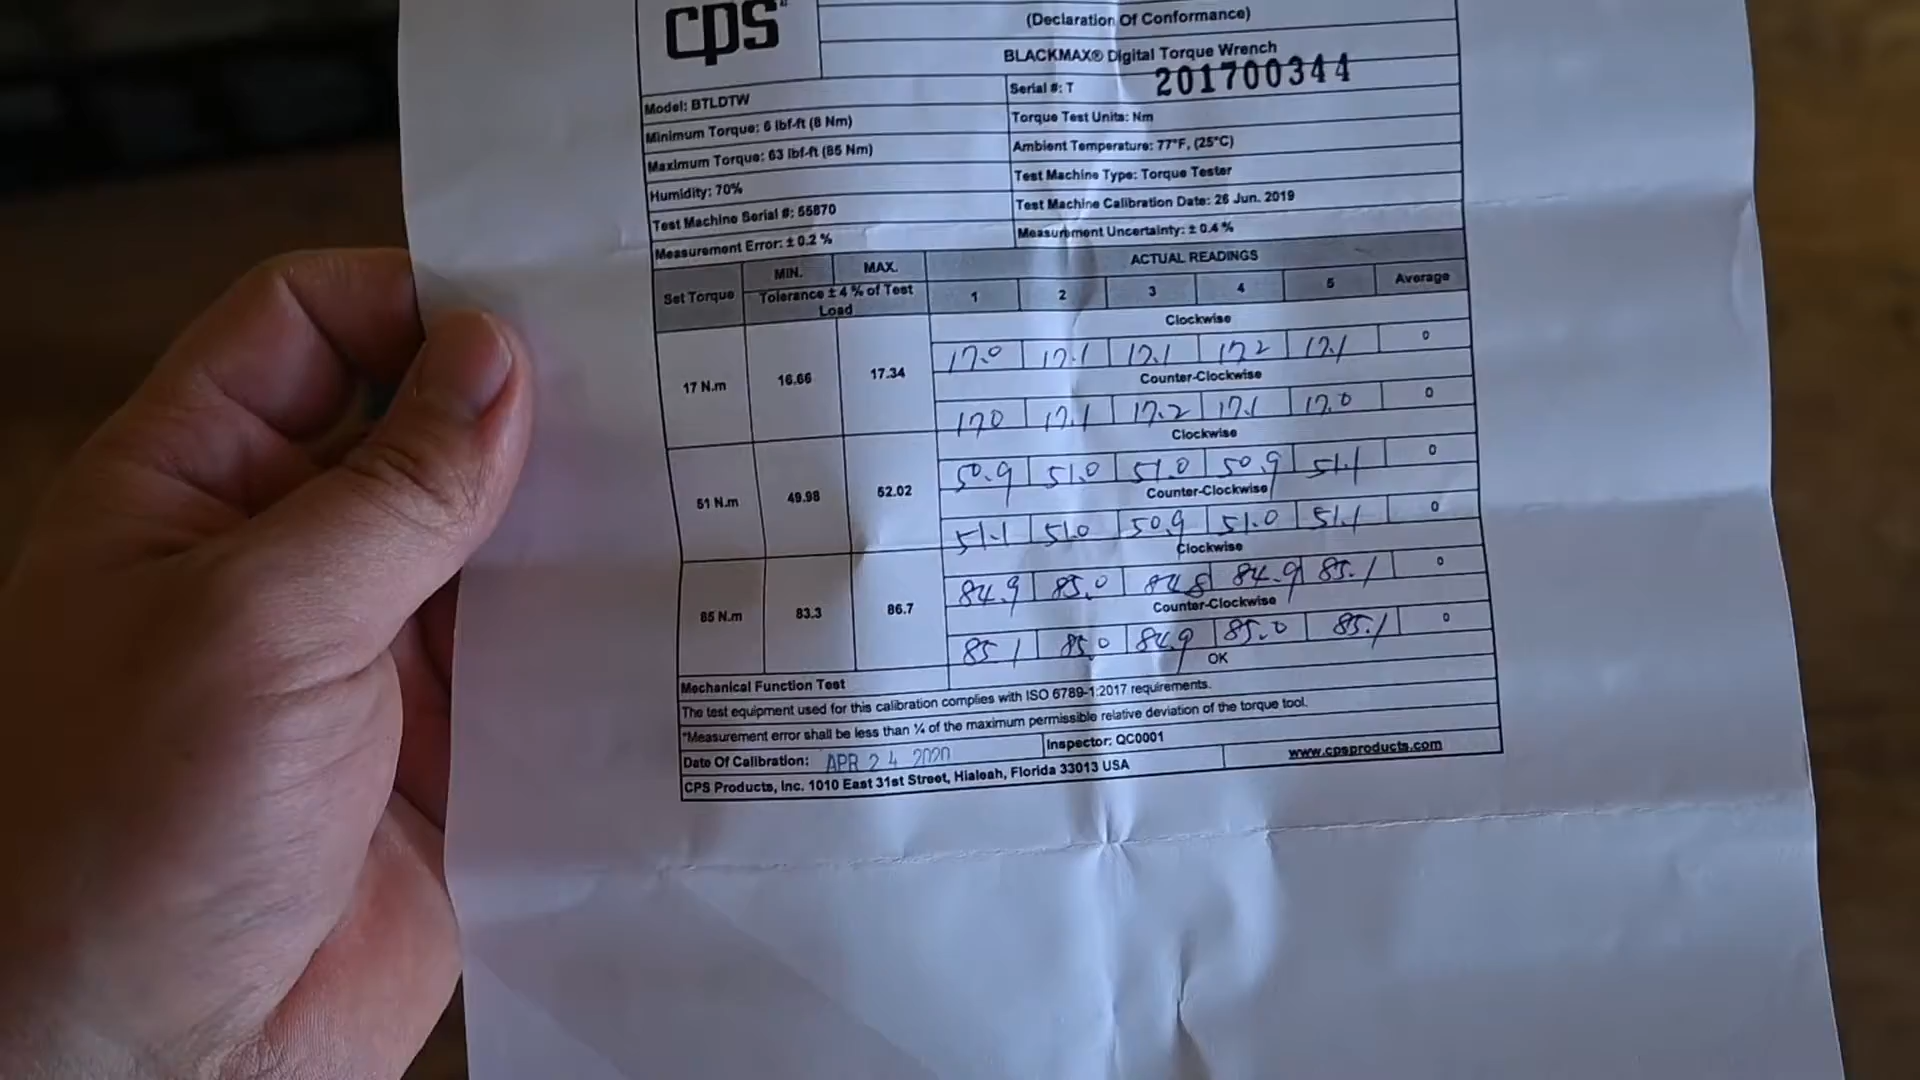 cps®
(Declaration Of Conformance)
BLACKMAX® Digital Torque Wrench
Model: BTLDTW
Serial #: T 201700344
Minimum Torque: 6 lbf-ft (8 Nm)
Torque Test Units: Nm
Maximum Torque: 63 lbf-ft (85 Nm)
Ambient Temperature: 77°F, (25°C)
Humidity: 70%
Test Machine Type: Torque Tester
Test Machine Serial #: 55870
Test Machine Calibration Date: 26 Jun. 2019
Measurement Error: ± 0.2 %
Measurement Uncertainty: ± 0.4 %
Set Torque MIN. MAX. ACTUAL READINGS
Tolerance ± 4 % of Test
Load
1 2 3 4 5 Average
Clockwise
17 N.m 16.66 17.34 17.0 17.1 17.1 17.2 17.1 0
Counter-Clockwise
17.0 17.1 17.2 17.1 17.0 0
Clockwise
51 N.m 49.98 52.02 50.9 51.0 51.0 50.9 51.1 0
Counter-Clockwise
51.1 51.0 50.9 51.0 51.1 0
Clockwise
85 N.m 83.3 86.7 84.9 85.0 84.8 84.9 85.1 0
Counter-Clockwise
85.1 85.0 84.9 85.0 85.1 0
Mechanical Function Test OK
The test equipment used for this calibration complies with ISO 6789-1:2017 requirements.
*Measurement error shall be less than ¼ of the maximum permissible relative deviation of the torque tool.
Date Of Calibration: APR 24 2020 Inspector: QC0001
CPS Products, Inc. 1010 East 31st Street, Hialeah, Florida 33013 USA www.cpsproducts.com